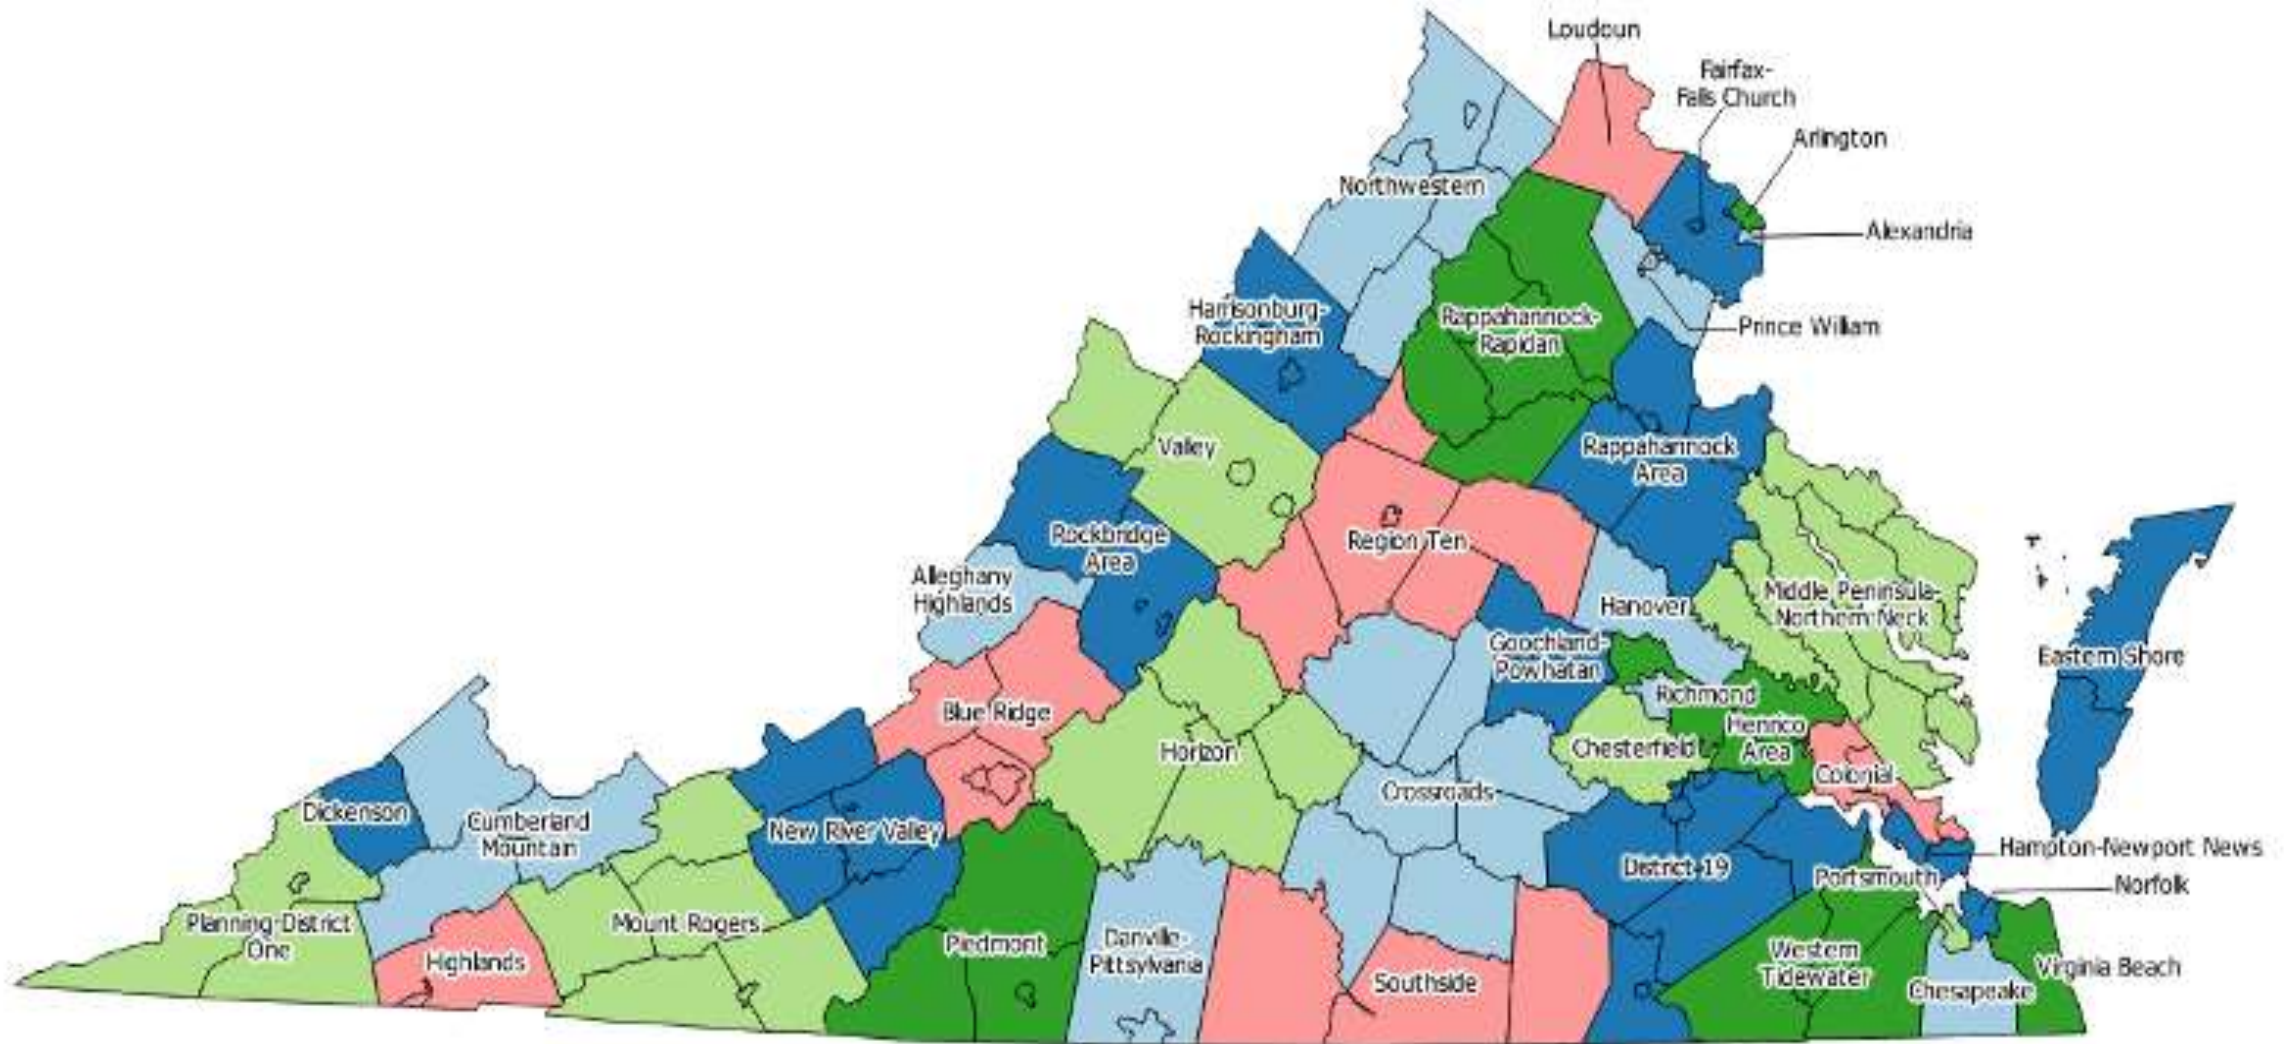 Loudoun
Fairfax-
Falls Church
Arlington
Northwestern
Alexandria
Harrisonburg-
Rockingham
Rappahannock-
Rapidan
Prince William
Valley
Rappahannock
Area
Rockbridge
Area
Region Ten
Alleghany
Highlands
Hanover
Middle Peninsula-
Northern Neck
Goochland-
Powhatan
Eastern Shore
Richmond
Blue Ridge
Henrico
Area
Horizon
Chesterfield
Colonial
Crossroads
Dickenson
Cumberland
Mountain
New River Valley
Hampton-Newport News
District 19
Portsmouth
Norfolk
Planning District
One
Mount Rogers
Piedmont
Danville-
Pittsylvania
Highlands
Western
Tidewater
Virginia Beach
Southside
Chesapeake